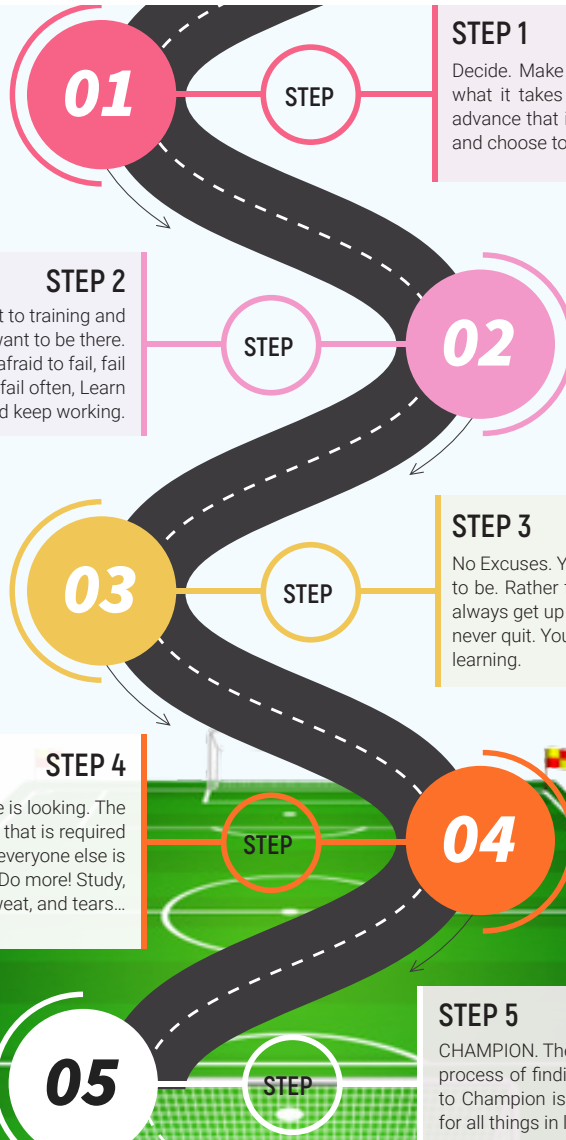 STEP 1
Decide. Make
what it takes
advance that
and choose to
01
STEP
STEP 2
t to training and
want to be there.
afraid to fail, fail
fail often, Learn
d keep working.
STEP
02
03
STEP
STEP 3
No Excuses.
to be. Rather
always get up
never quit. You
learning.
STEP 4
e is looking. The
that is required
everyone else is
Do more! Study,
weat, and tears…
STEP
04
05
STEP
STEP 5
CHAMPION. The
process of
to Champion is
for all things in